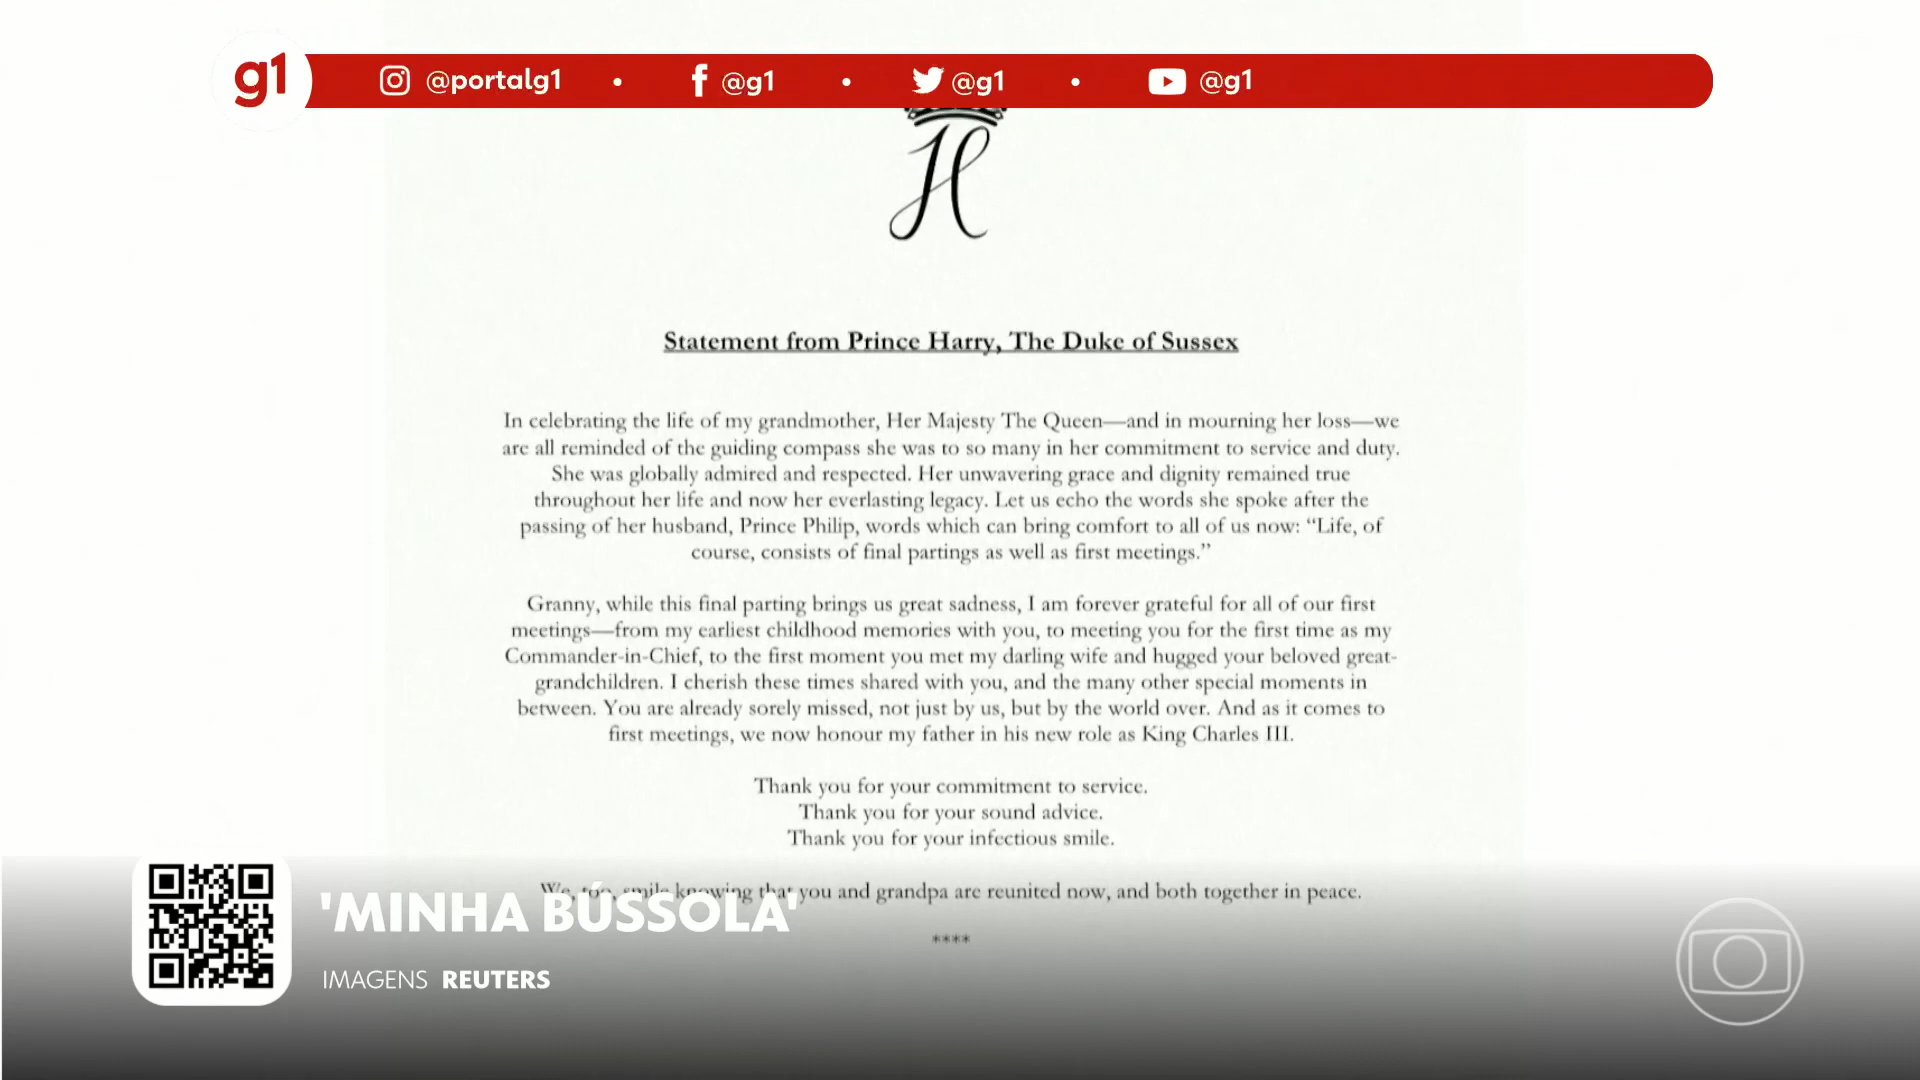 g1 @portalg1 • @g1 • @g1 • @g1
H
Statement from Prince Harry, The Duke of Sussex
In celebrating the life of my grandmother, Her Majesty The Queen—and in mourning her loss—we
are all reminded of the guiding compass she was to so many in her commitment to service and duty.
She was globally admired and respected. Her unwavering grace and dignity remained true
throughout her life and now her everlasting legacy. Let us echo the words she spoke after the
passing of her husband, Prince Philip, words which can bring comfort to all of us now: “Life, of
course, consists of final partings as well as first meetings.”
Granny, while this final parting brings us great sadness, I am forever grateful for all of our first
meetings—from my earliest childhood memories with you, to meeting you for the first time as my
Commander-in-Chief, to the first moment you met my darling wife and hugged your beloved great-
grandchildren. I cherish these times shared with you, and the many other special moments in
between. You are already sorely missed, not just by us, but by the world over. And as it comes to
first meetings, we now honour my father in his new role as King Charles III.
Thank you for your commitment to service.
Thank you for your sound advice.
Thank you for your infectious smile.
We, too, smile knowing that you and grandpa are reunited now, and both together in peace.
****
'MINHA BÚSSOLA'
IMAGENS REUTERS